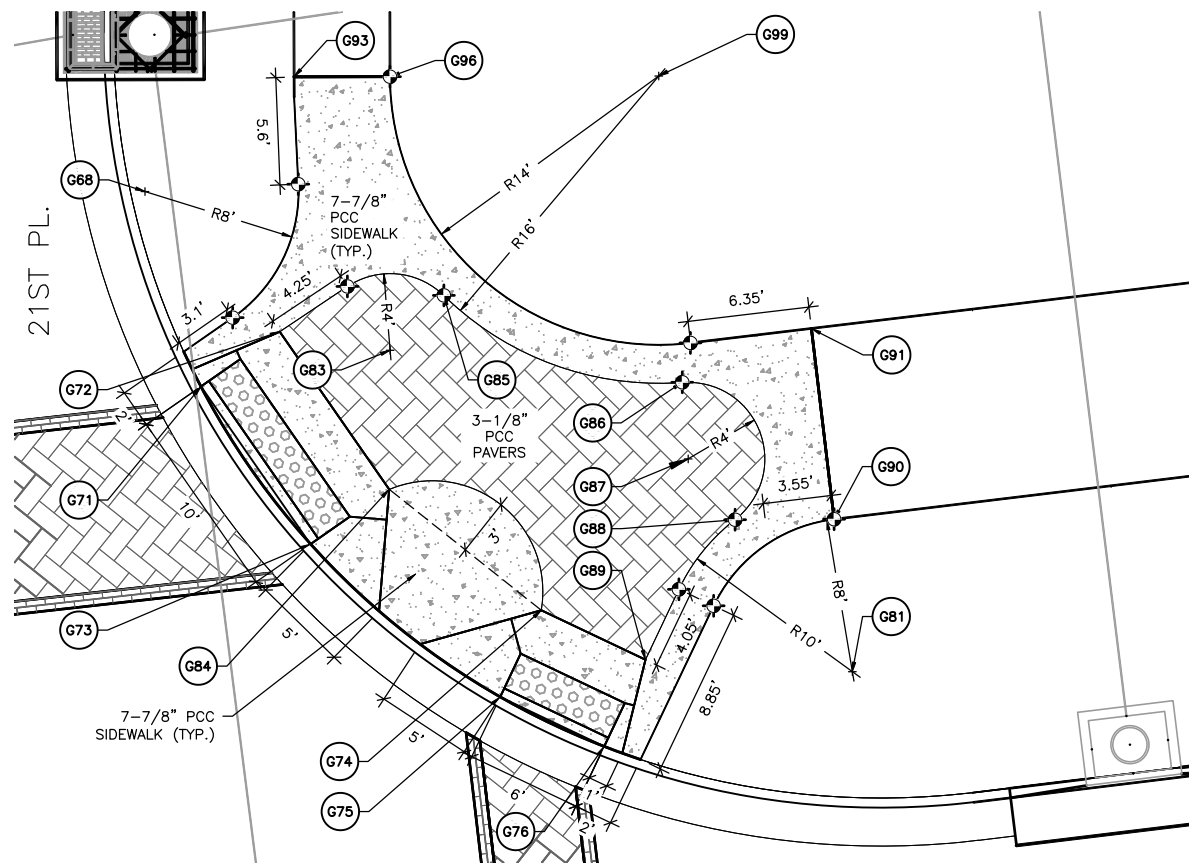 G93
G96
G99
5.6'
R14'
G68
R8'
7-7/8"
PCC
SIDEWALK
(TYP.)
R16'
21ST PL.
4.25'
3.1'
R4'
6.35'
G83
G85
G91
G72
2'
3-1/8"
PCC
PAVERS
G86
R4'
G87
3.55'
G90
G71
10'
G88
3'
G89
R8'
G73
5'
4.05'
R10'
G81
G84
8.85'
7-7/8" PCC
SIDEWALK (TYP.)
5'
G74
G75
6'
1'
2'
G76